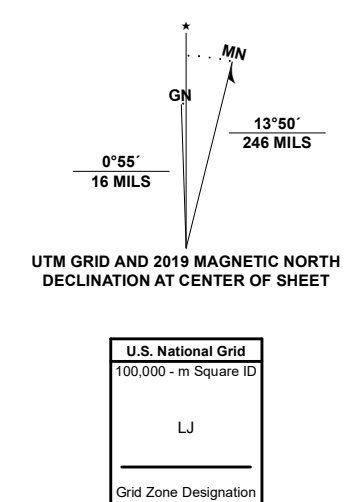 ★
MN
GN
13°50´
246 MILS
0°55´
16 MILS
UTM GRID AND 2019 MAGNETIC NORTH
DECLINATION AT CENTER OF SHEET
U.S. National Grid
100,000 - m Square ID
LJ
Grid Zone Designation